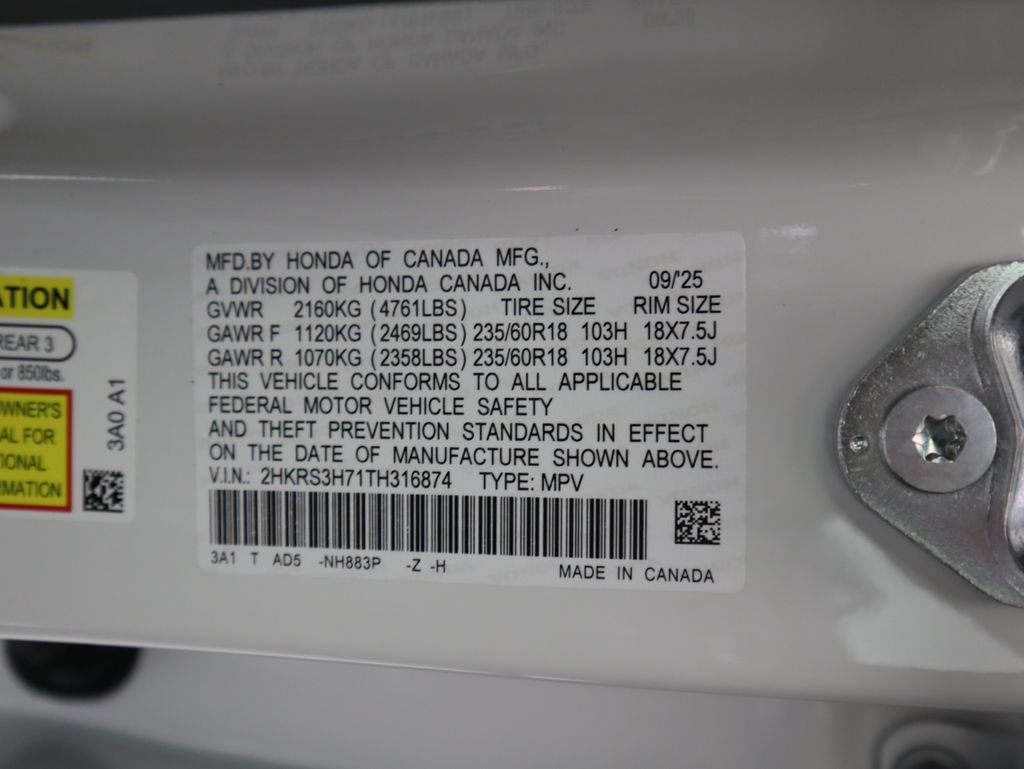 ATION
REAR 3
or 850lbs.
OWNER'S
AL FOR
TIONAL
RMATION
3A0 A1
MFD.BY HONDA OF CANADA MFG.,
A DIVISION OF HONDA CANADA INC. 09/'25
GVWR 2160KG (4761LBS) TIRE SIZE RIM SIZE
GAWR F 1120KG (2469LBS) 235/60R18 103H 18X7.5J
GAWR R 1070KG (2358LBS) 235/60R18 103H 18X7.5J
THIS VEHICLE CONFORMS TO ALL APPLICABLE
FEDERAL MOTOR VEHICLE SAFETY
AND THEFT PREVENTION STANDARDS IN EFFECT
ON THE DATE OF MANUFACTURE SHOWN ABOVE.
V.I.N.: 2HKRS3H71TH316874 TYPE: MPV
3A1 T AD5 -NH883P -Z -H
MADE IN CANADA